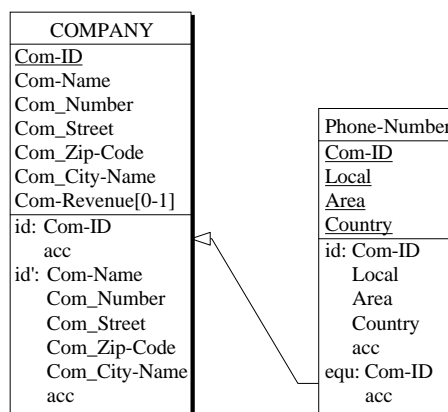 COMPANY
Com-ID
Com-Name
Com_Number
Com_Street
Com_Zip-Code
Com_City-Name
Com-Revenue[0-1]
id: Com-ID
acc
id': Com-Name
Com_Number
Com_Street
Com_Zip-Code
Com_City-Name
acc
Phone-Number
Com-ID
Local
Area
Country
id: Com-ID
Local
Area
Country
acc
equ: Com-ID
acc